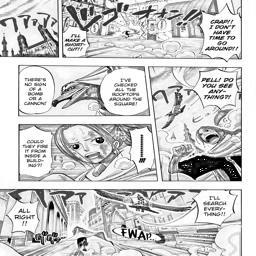 CRAP!! I
DON'T
HAVE
TIME TO
GO
AROUND!!
I'LL
MAKE A
SHORT-
CUT!!
PELL! DO
YOU SEE
ANY-
THING?!
I'VE
CHECKED
ALL THE
ROOFTOPS
AROUND THE
SQUARE!
THERE'S
NO SIGN
OF A
BOMB OR
A CANNON!
COULD
THEY FIRE
IT FROM
INSIDE A
BUILD-
ING?!
I'LL
SEARCH
EVERY-
THING!!
FWAP
ALL
RIGHT!!